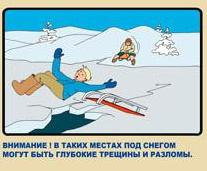 ВНИМАНИЕ ! В ТАКИХ МЕСТАХ ПОД СНЕГОМ
МОГУТ БЫТЬ ГЛУБОКИЕ ТРЕЩИНЫ И РАЗЛОМЫ.